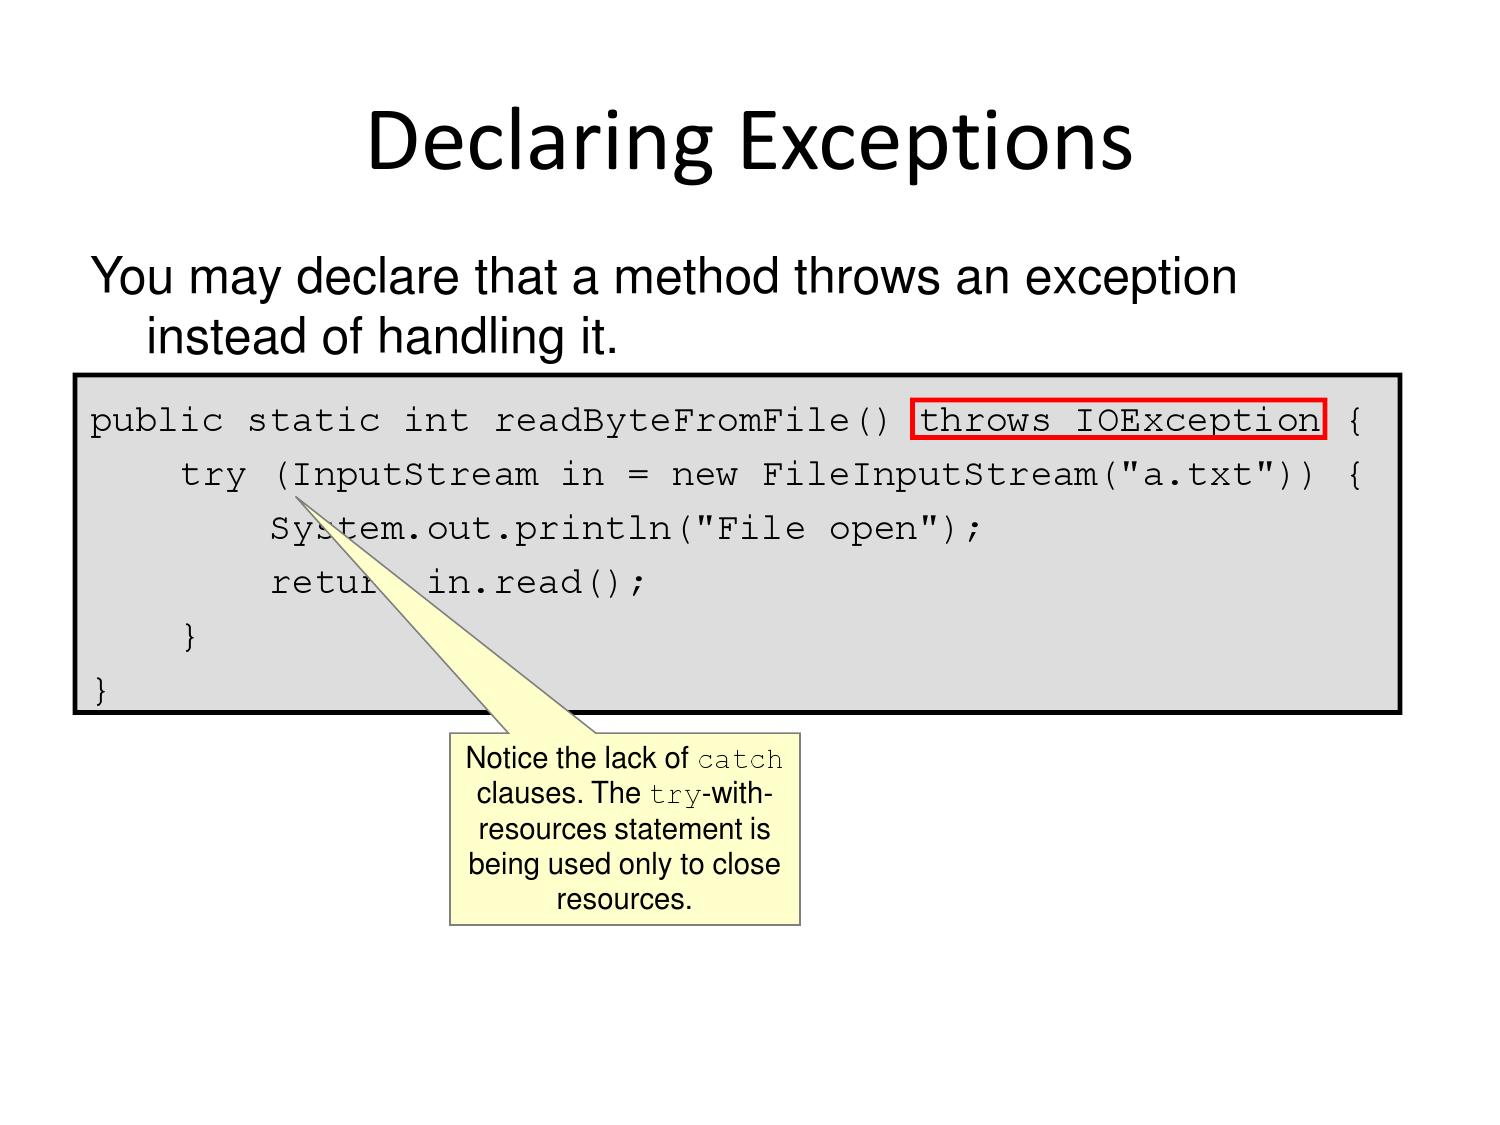 Declaring Exceptions
You may declare that a method throws an exception
instead of handling it.
public static int readByteFromFile() throws IOException {
    try (InputStream in = new FileInputStream("a.txt")) {
        System.out.println("File open");
        return in.read();
    }
}
Notice the lack of catch
clauses. The try-with-
resources statement is
being used only to close
resources.